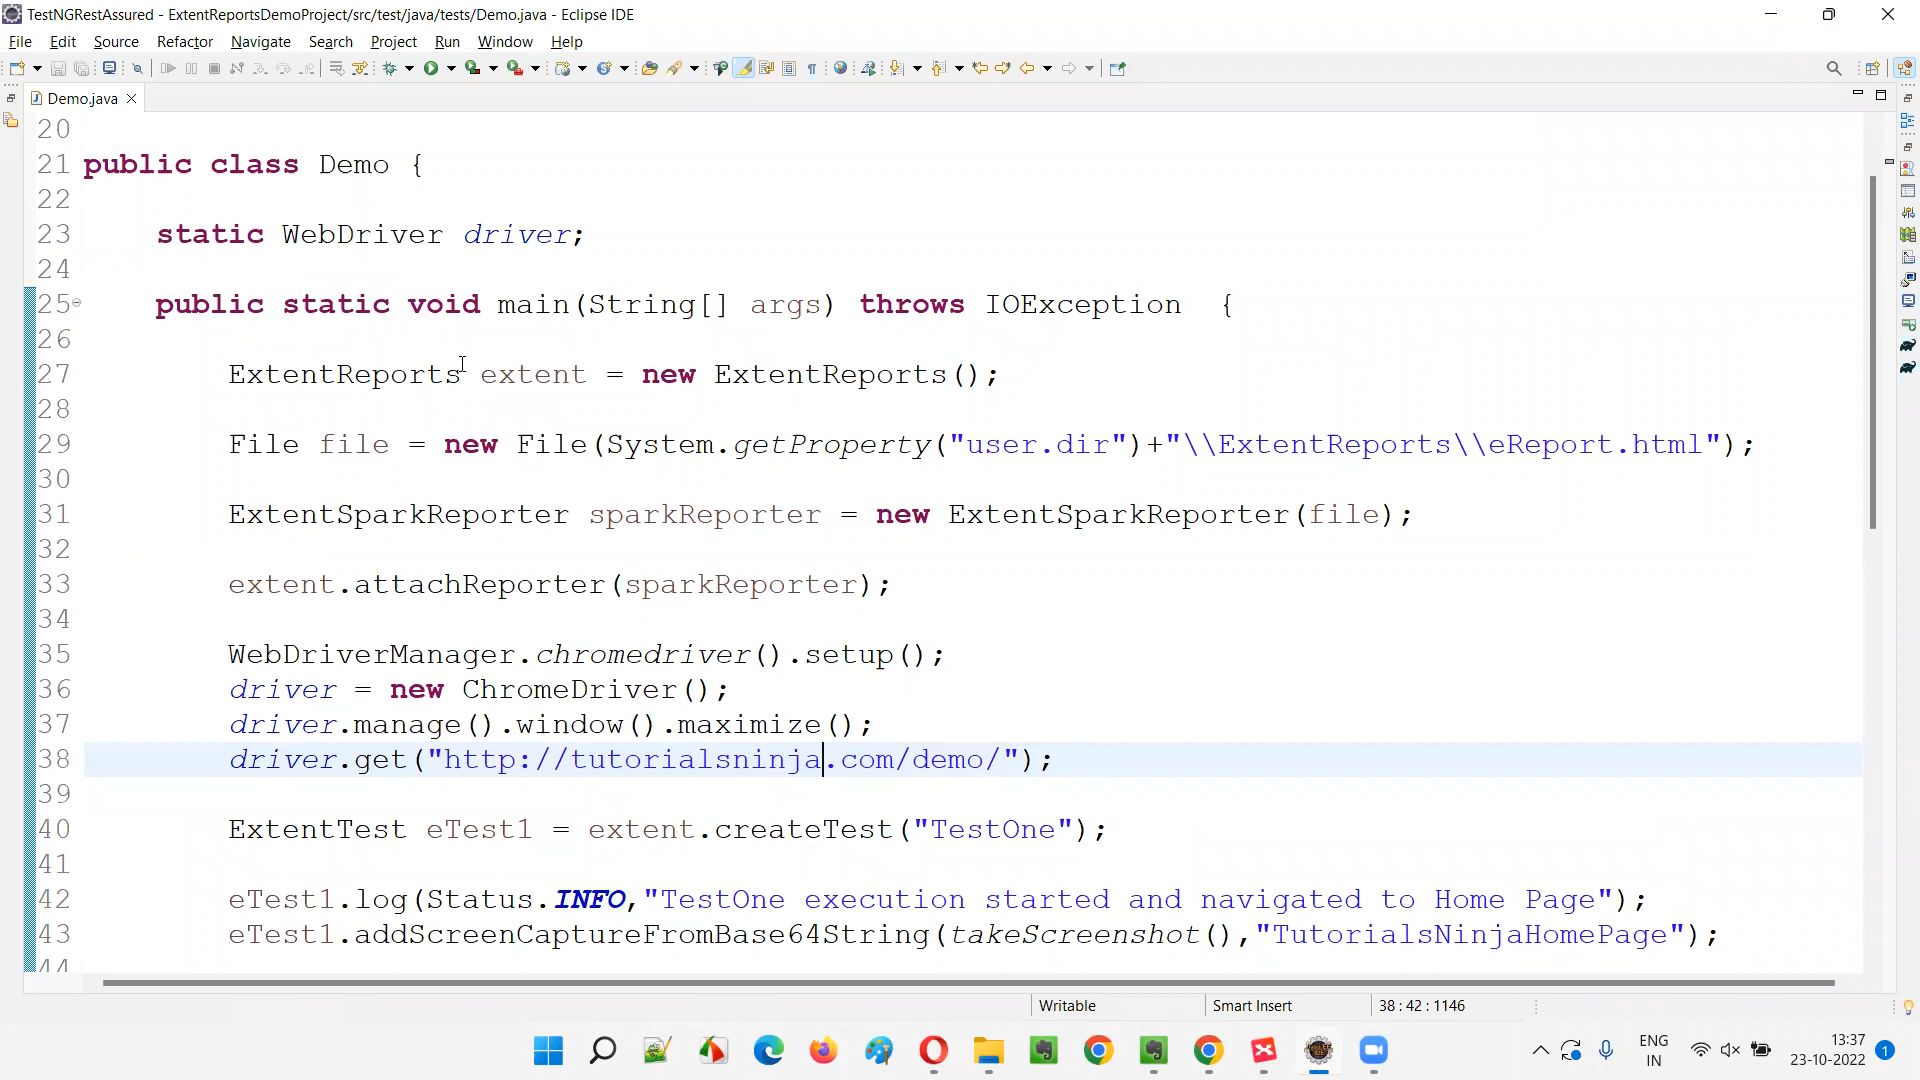 TestNGRestAssured - ExtentReportsDemoProject/src/test/java/tests/Demo.java - Eclipse IDE
File Edit Source Refactor Navigate Search Project Run Window Help
Demo.java
20
21 public class Demo {
22
23 static WebDriver driver;
24
25 public static void main(String[] args) throws IOException {
26
27 ExtentReports extent = new ExtentReports();
28
29 File file = new File(System.getProperty("user.dir")+"\\ExtentReports\\eReport.html");
30
31 ExtentSparkReporter sparkReporter = new ExtentSparkReporter(file);
32
33 extent.attachReporter(sparkReporter);
34
35 WebDriverManager.chromedriver().setup();
36 driver = new ChromeDriver();
37 driver.manage().window().maximize();
38 driver.get("http://tutorialsninja.com/demo/");
39
40 ExtentTest eTest1 = extent.createTest("TestOne");
41
42 eTest1.log(Status.INFO,"TestOne execution started and navigated to Home Page");
43 eTest1.addScreenCaptureFromBase64String(takeScreenshot(),"TutorialsNinjaHomePage");
44
Writable Smart Insert 38 : 42 : 1146
ENG
IN
13:37
23-10-2022
1